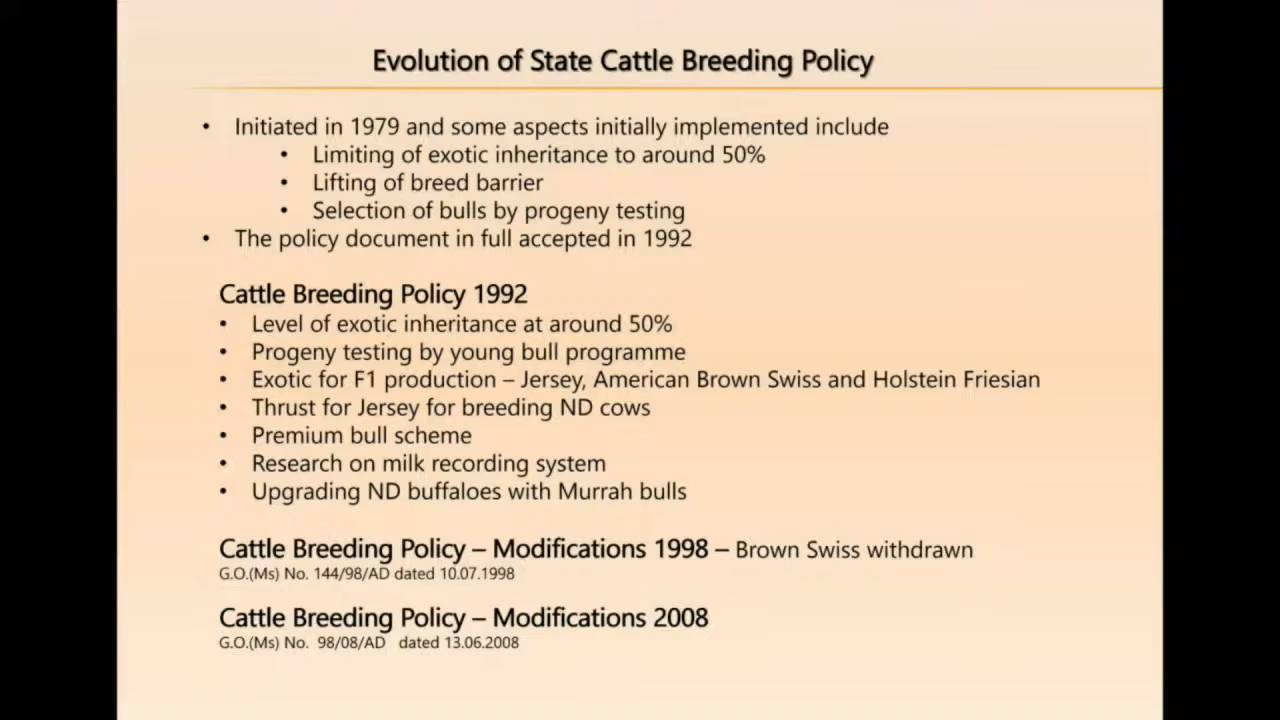 Evolution of State Cattle Breeding Policy
• Initiated in 1979 and some aspects initially implemented include
• Limiting of exotic inheritance to around 50%
• Lifting of breed barrier
• Selection of bulls by progeny testing
• The policy document in full accepted in 1992
Cattle Breeding Policy 1992
• Level of exotic inheritance at around 50%
• Progeny testing by young bull programme
• Exotic for F1 production – Jersey, American Brown Swiss and Holstein Friesian
• Thrust for Jersey for breeding ND cows
• Premium bull scheme
• Research on milk recording system
• Upgrading ND buffaloes with Murrah bulls
Cattle Breeding Policy – Modifications 1998 – Brown Swiss withdrawn
G.O.(Ms) No. 144/98/AD dated 10.07.1998
Cattle Breeding Policy – Modifications 2008
G.O.(Ms) No. 98/08/AD dated 13.06.2008